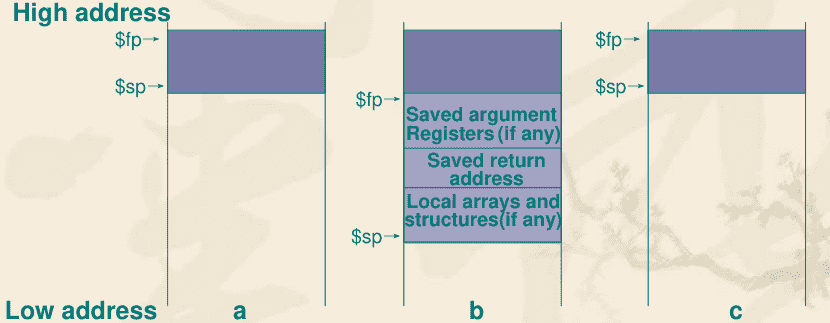 High address
$fp
$sp
$fp
Saved argument
Registers (if any)
Saved return
address
Local arrays and
structures(if any)
$sp
$fp
$sp
Low address
a
b
c